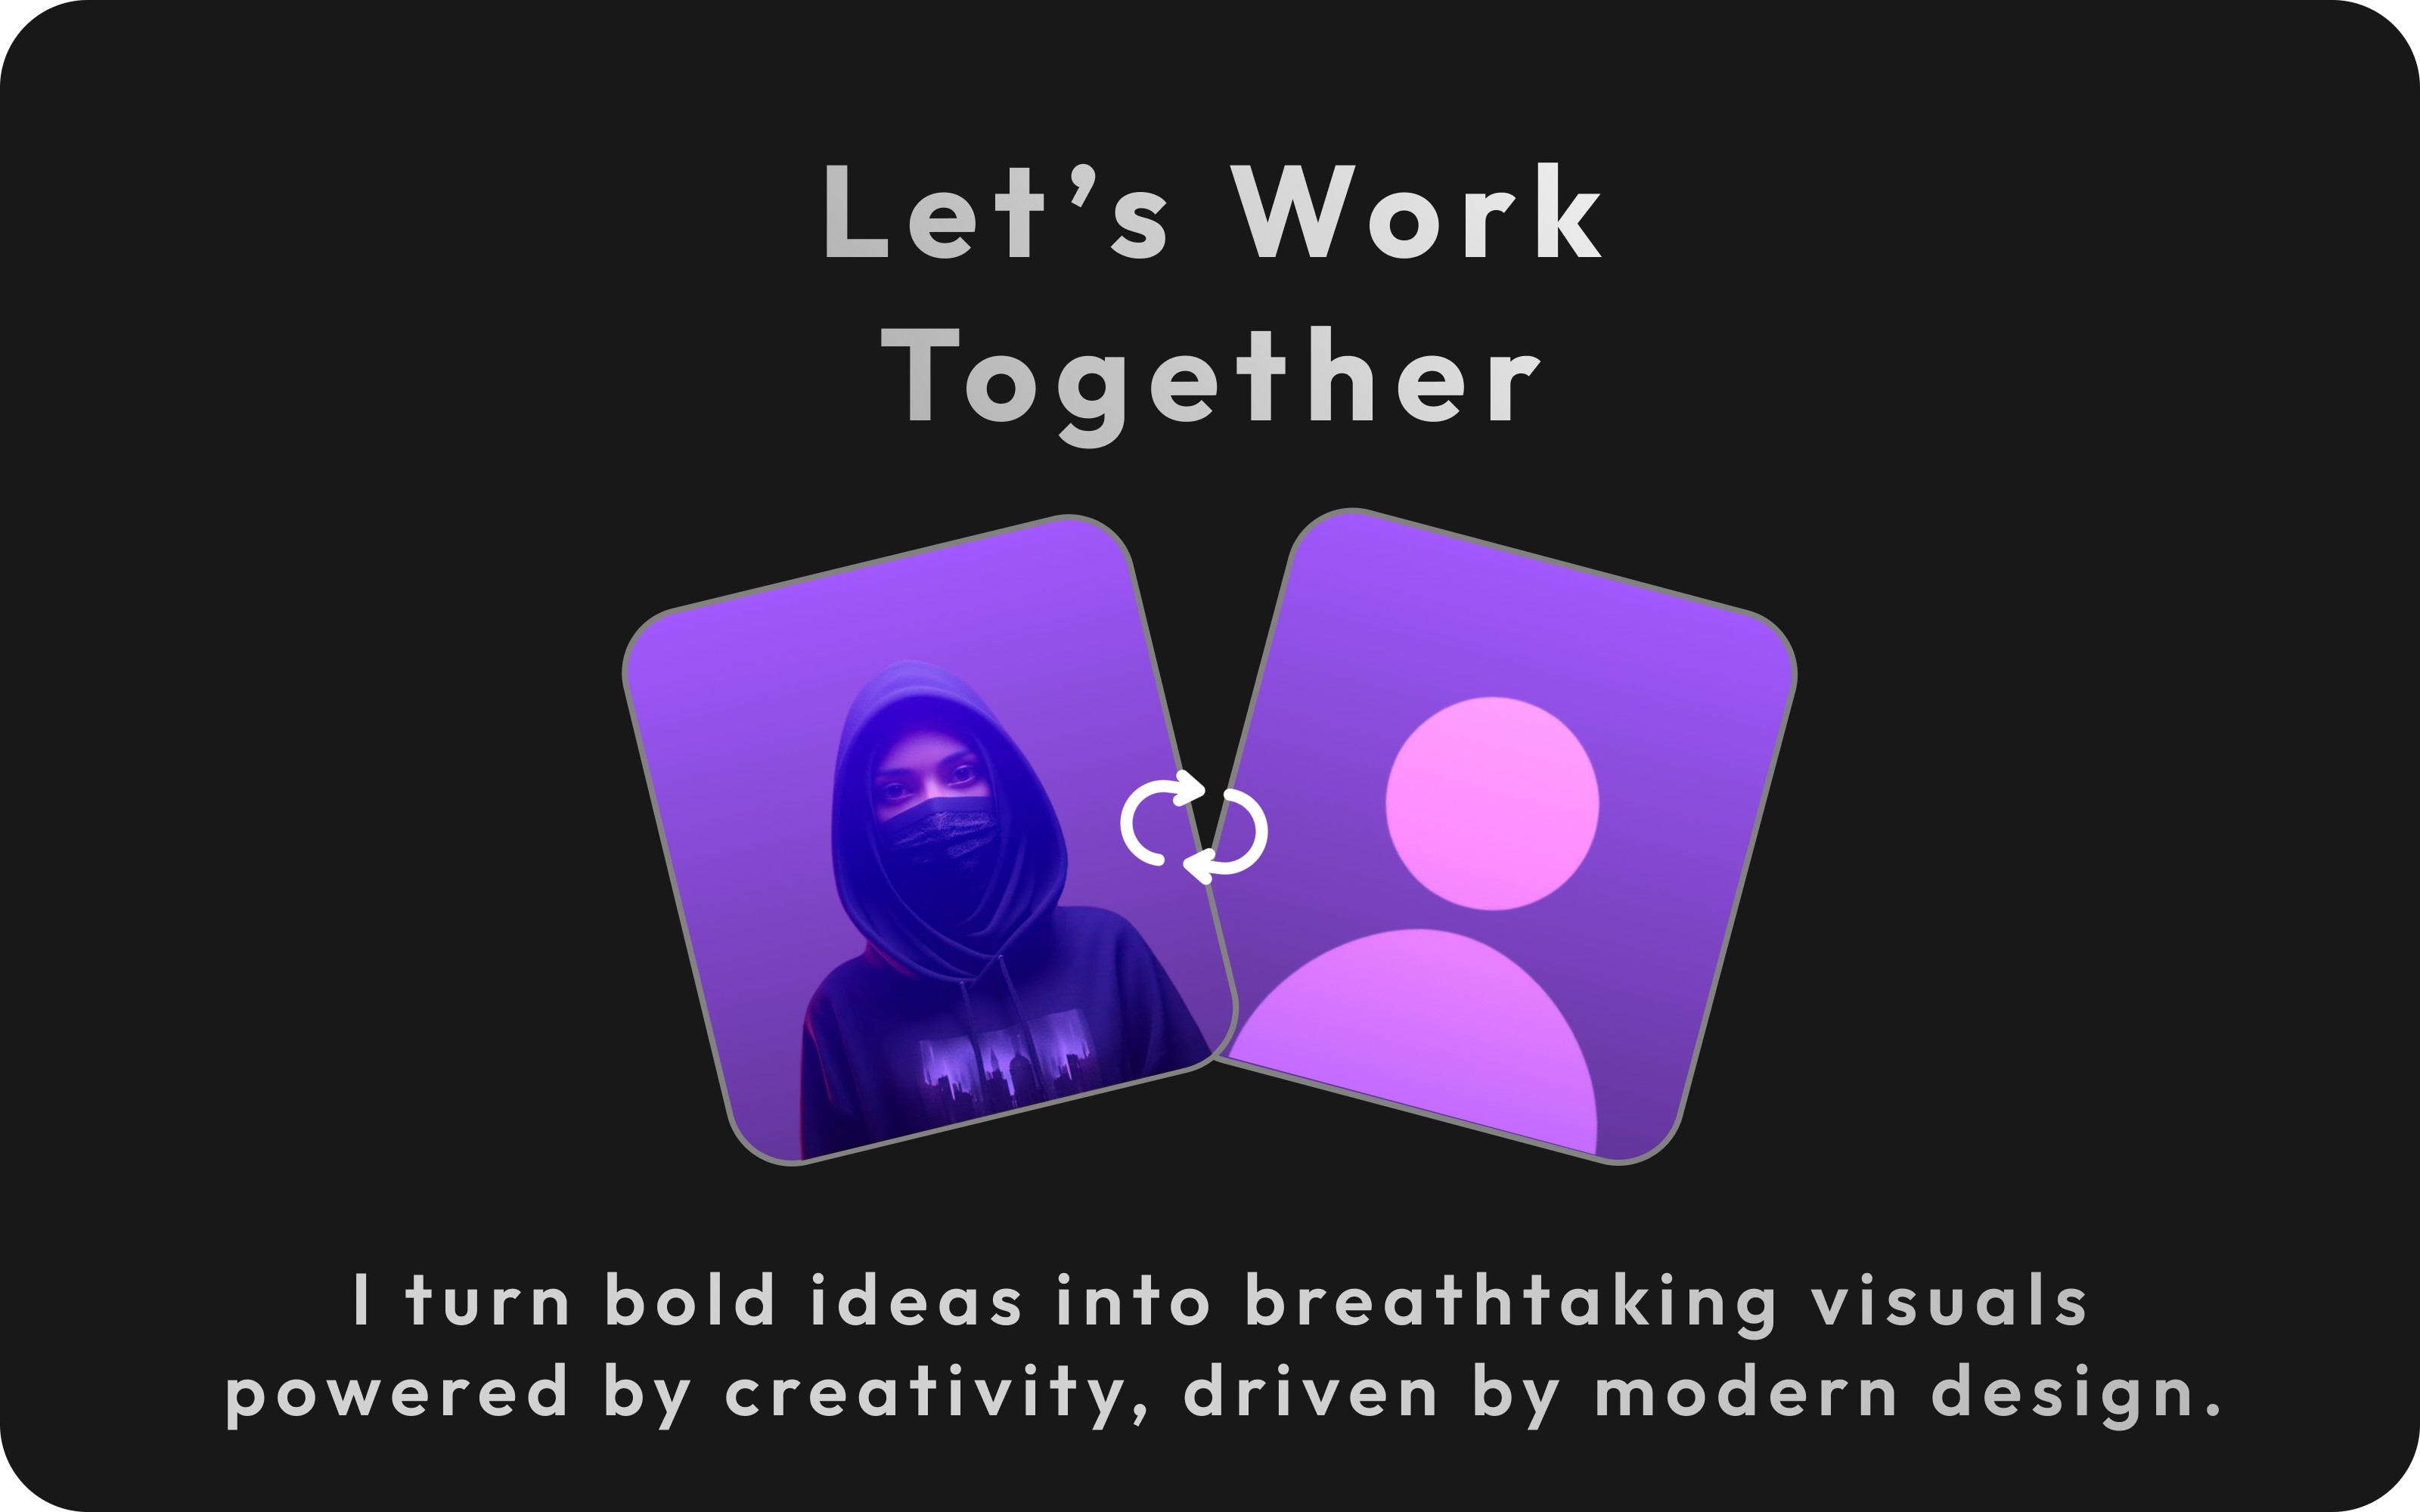 Let’s Work
Together
I turn bold ideas into breathtaking visuals
powered by creativity, driven by modern design.